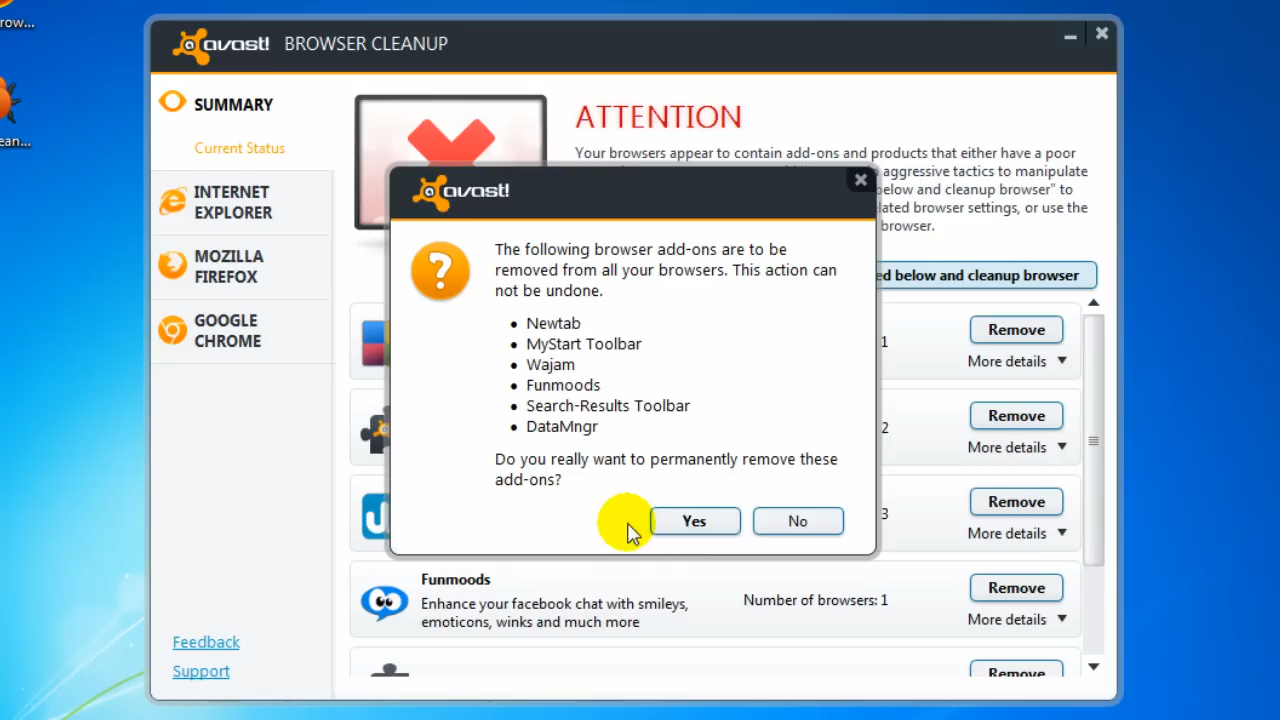 row...
ean...
avast! BROWSER CLEANUP
SUMMARY
Current Status
INTERNET
EXPLORER
MOZILLA
FIREFOX
GOOGLE
CHROME
Feedback
Support
ATTENTION
Your browsers appear to contain add-ons and products that either have a poor
aggressive tactics to manipulate
below and cleanup browser" to
elated browser settings, or use the
browser.
ed below and cleanup browser
avast!
The following browser add-ons are to be
removed from all your browsers. This action can
not be undone.
• Newtab
• MyStart Toolbar
• Wajam
• Funmoods
• Search-Results Toolbar
• DataMngr
Do you really want to permanently remove these
add-ons?
Yes No
1 Remove
More details
2 Remove
More details
3 Remove
More details
Funmoods
Enhance your facebook chat with smileys,
emoticons, winks and much more
Number of browsers: 1
Remove
More details
Remove